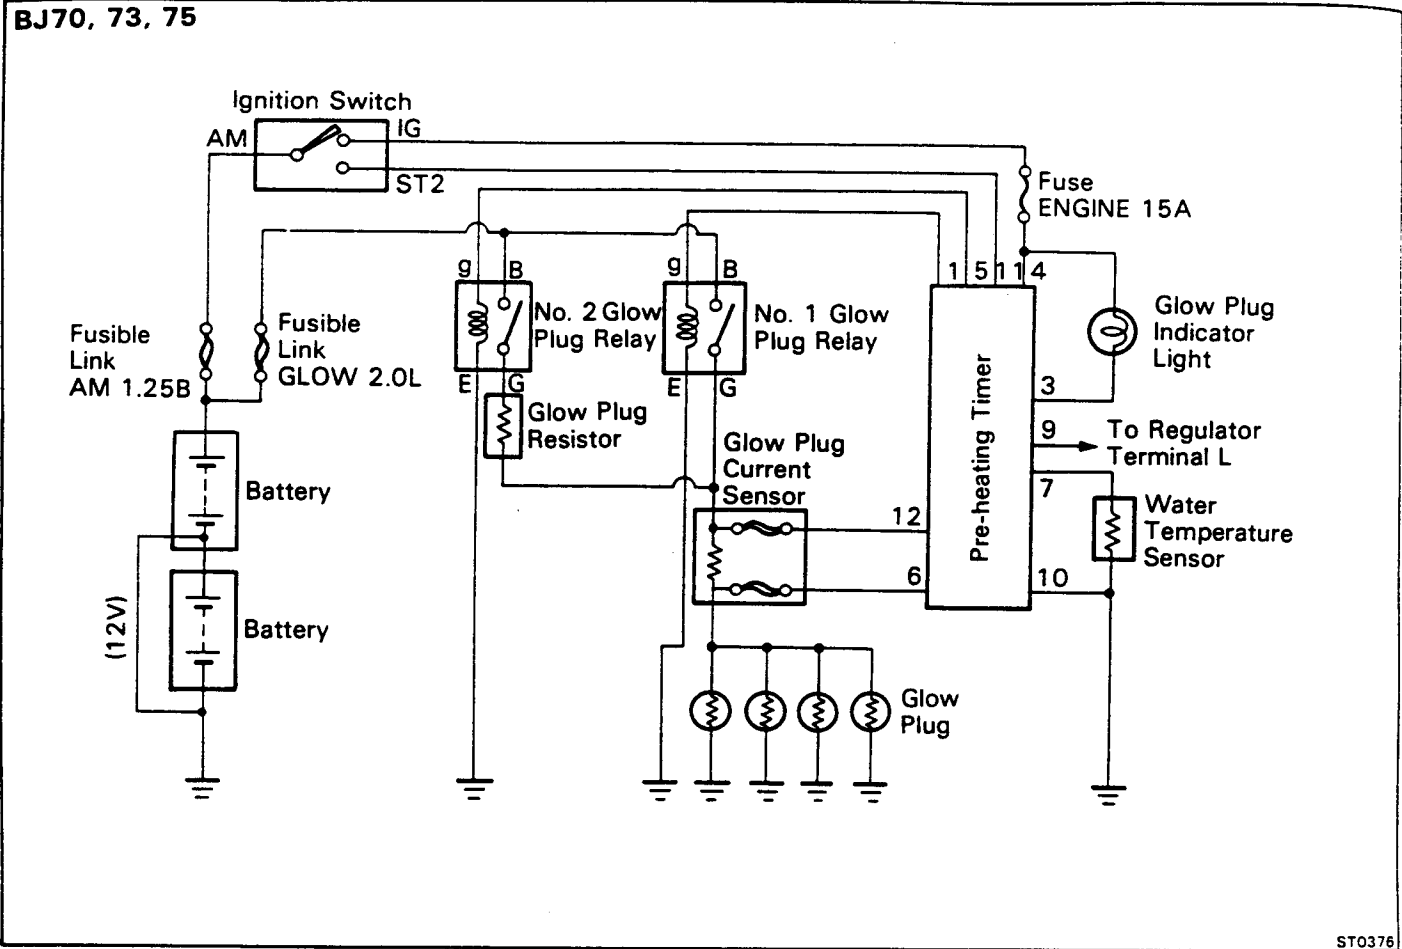 BJ70, 73, 75
Ignition Switch
AM
IG
ST2
Fuse
ENGINE 15A
g
B
g
B
1
5
11
4
Fusible
Link
AM 1.25B
Fusible
Link
GLOW 2.0L
No. 2 Glow
Plug Relay
No. 1 Glow
Plug Relay
Glow Plug
Indicator
Light
E
G
E
G
Glow Plug
Resistor
Glow Plug
Current
Sensor
Pre-heating Timer
3
9
To Regulator
Terminal L
7
Water
Temperature
Sensor
12
6
10
Battery
Battery
(12V)
Glow
Plug
ST0376